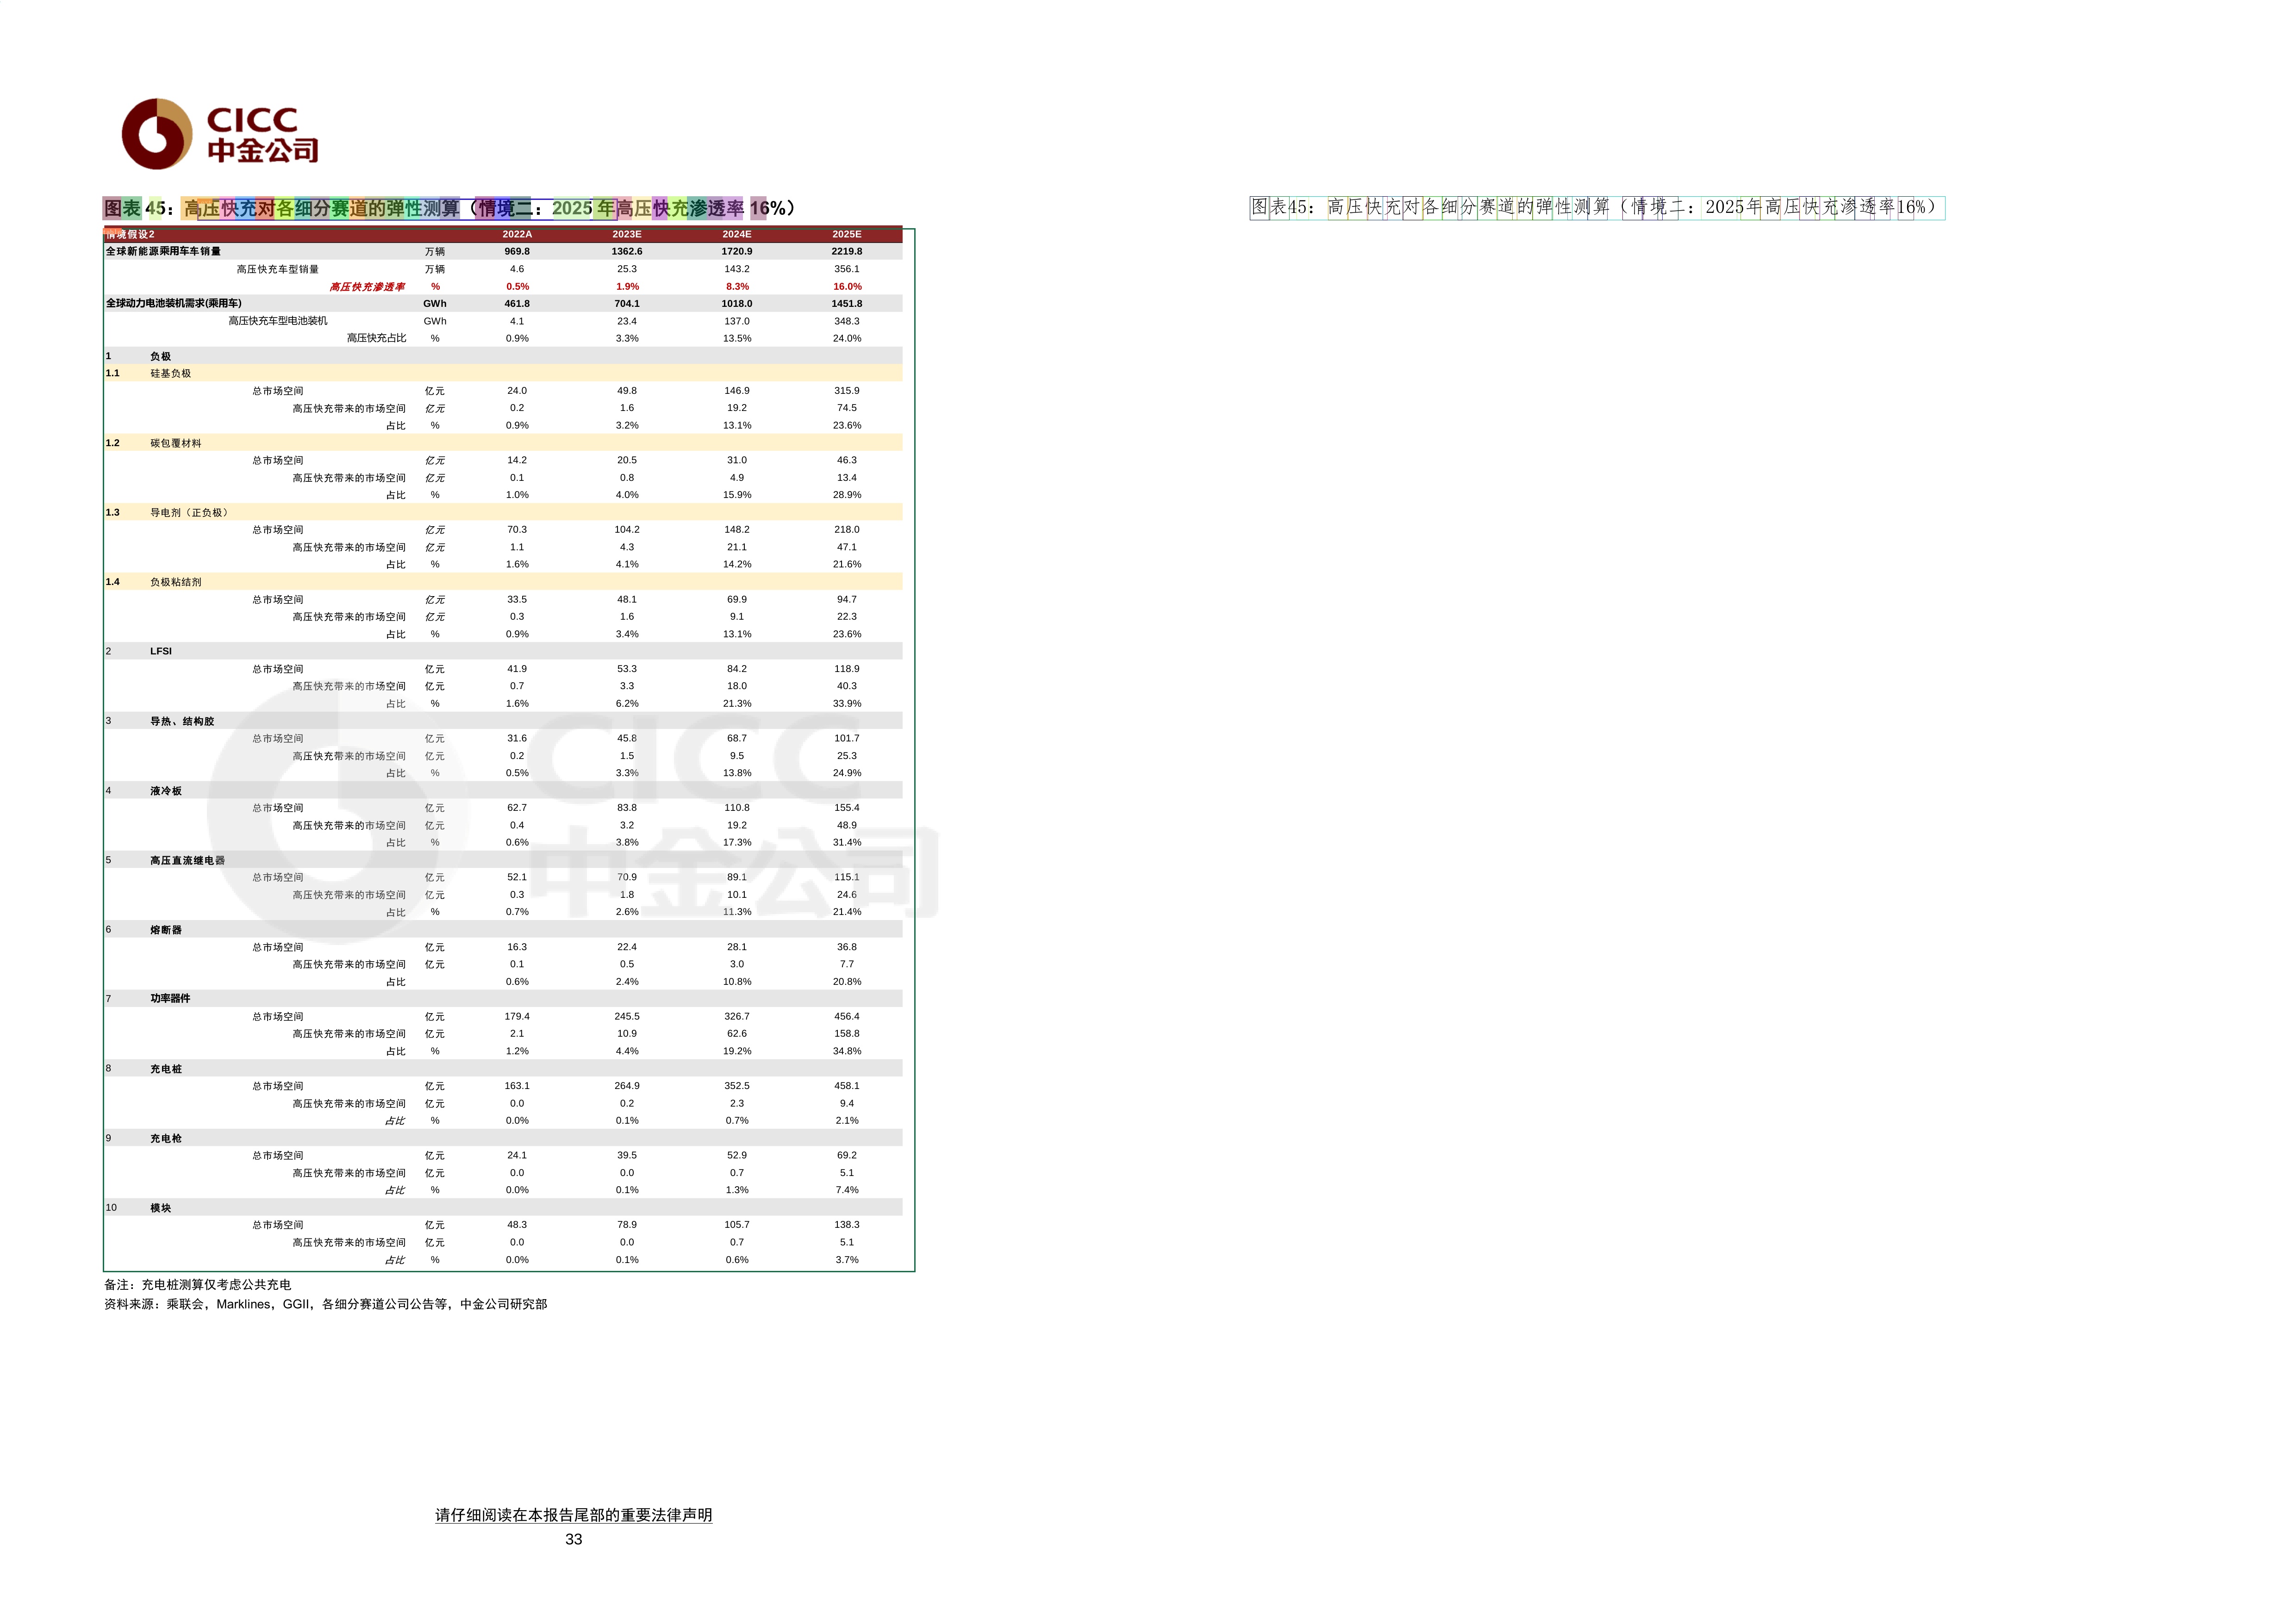 CICC
中金公司
图表 45：高压快充对各细分赛道的弹性测算（情境二：2025 年高压快充渗透率 16%）
图表45：高压快充对各细分赛道的弹性测算（情境二：2025年高压快充渗透率16%）
情境假设2 2022A 2023E 2024E 2025E
全球新能源乘用车车销量 万辆 969.8 1362.6 1720.9 2219.8
高压快充车型销量 万辆 4.6 25.3 143.2 356.1
高压快充渗透率 % 0.5% 1.9% 8.3% 16.0%
全球动力电池装机需求(乘用车) GWh 461.8 704.1 1018.0 1451.8
高压快充车型电池装机 GWh 4.1 23.4 137.0 348.3
高压快充占比 % 0.9% 3.3% 13.5% 24.0%
1 负极
1.1 硅基负极
总市场空间 亿元 24.0 49.8 146.9 315.9
高压快充带来的市场空间 亿元 0.2 1.6 19.2 74.5
占比 % 0.9% 3.2% 13.1% 23.6%
1.2 碳包覆材料
总市场空间 亿元 14.2 20.5 31.0 46.3
高压快充带来的市场空间 亿元 0.1 0.8 4.9 13.4
占比 % 1.0% 4.0% 15.9% 28.9%
1.3 导电剂（正负极）
总市场空间 亿元 70.3 104.2 148.2 218.0
高压快充带来的市场空间 亿元 1.1 4.3 21.1 47.1
占比 % 1.6% 4.1% 14.2% 21.6%
1.4 负极粘结剂
总市场空间 亿元 33.5 48.1 69.9 94.7
高压快充带来的市场空间 亿元 0.3 1.6 9.1 22.3
占比 % 0.9% 3.4% 13.1% 23.6%
2 LFSI
总市场空间 亿元 41.9 53.3 84.2 118.9
高压快充带来的市场空间 亿元 0.7 3.3 18.0 40.3
占比 % 1.6% 6.2% 21.3% 33.9%
3 导热、结构胶
总市场空间 亿元 31.6 45.8 68.7 101.7
高压快充带来的市场空间 亿元 0.2 1.5 9.5 25.3
占比 % 0.5% 3.3% 13.8% 24.9%
4 液冷板
总市场空间 亿元 62.7 83.8 110.8 155.4
高压快充带来的市场空间 亿元 0.4 3.2 19.2 48.9
占比 % 0.6% 3.8% 17.3% 31.4%
5 高压直流继电器
总市场空间 亿元 52.1 70.9 89.1 115.1
高压快充带来的市场空间 亿元 0.3 1.8 10.1 24.6
占比 % 0.7% 2.6% 11.3% 21.4%
6 熔断器
总市场空间 亿元 16.3 22.4 28.1 36.8
高压快充带来的市场空间 亿元 0.1 0.5 3.0 7.7
占比 0.6% 2.4% 10.8% 20.8%
7 功率器件
总市场空间 亿元 179.4 245.5 326.7 456.4
高压快充带来的市场空间 亿元 2.1 10.9 62.6 158.8
占比 % 1.2% 4.4% 19.2% 34.8%
8 充电桩
总市场空间 亿元 163.1 264.9 352.5 458.1
高压快充带来的市场空间 亿元 0.0 0.2 2.3 9.4
占比 % 0.0% 0.1% 0.7% 2.1%
9 充电枪
总市场空间 亿元 24.1 39.5 52.9 69.2
高压快充带来的市场空间 亿元 0.0 0.0 0.7 5.1
占比 % 0.0% 0.1% 1.3% 7.4%
10 模块
总市场空间 亿元 48.3 78.9 105.7 138.3
高压快充带来的市场空间 亿元 0.0 0.0 0.7 5.1
占比 % 0.0% 0.1% 0.6% 3.7%
CICC
中金公司
备注：充电桩测算仅考虑公共充电
资料来源：乘联会，Marklines，GGII，各细分赛道公司公告等，中金公司研究部
请仔细阅读在本报告尾部的重要法律声明
33